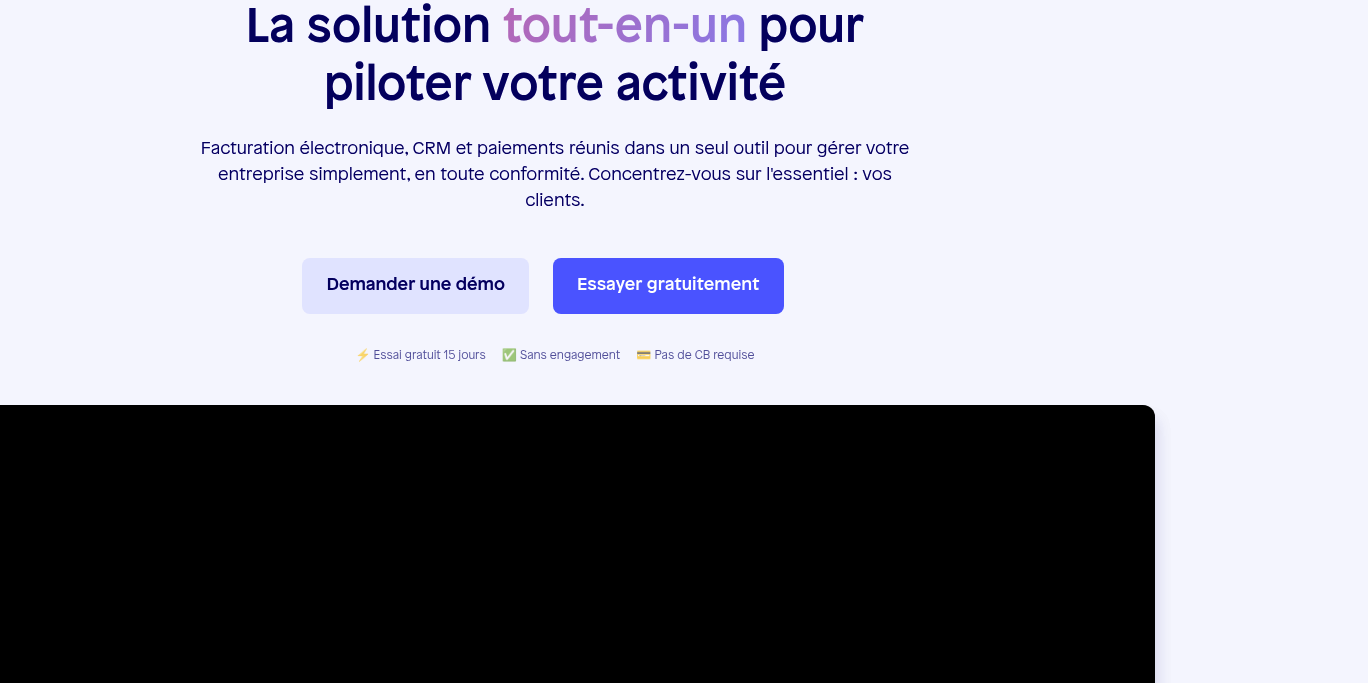 La solution tout-en-un pour
piloter votre activité
Facturation électronique, CRM et paiements réunis dans un seul outil pour gérer votre
entreprise simplement, en toute conformité. Concentrez-vous sur l'essentiel : vos
clients.
Demander une démo
Essayer gratuitement
⚡ Essai gratuit 15 jours ✅ Sans engagement 💳 Pas de CB requise